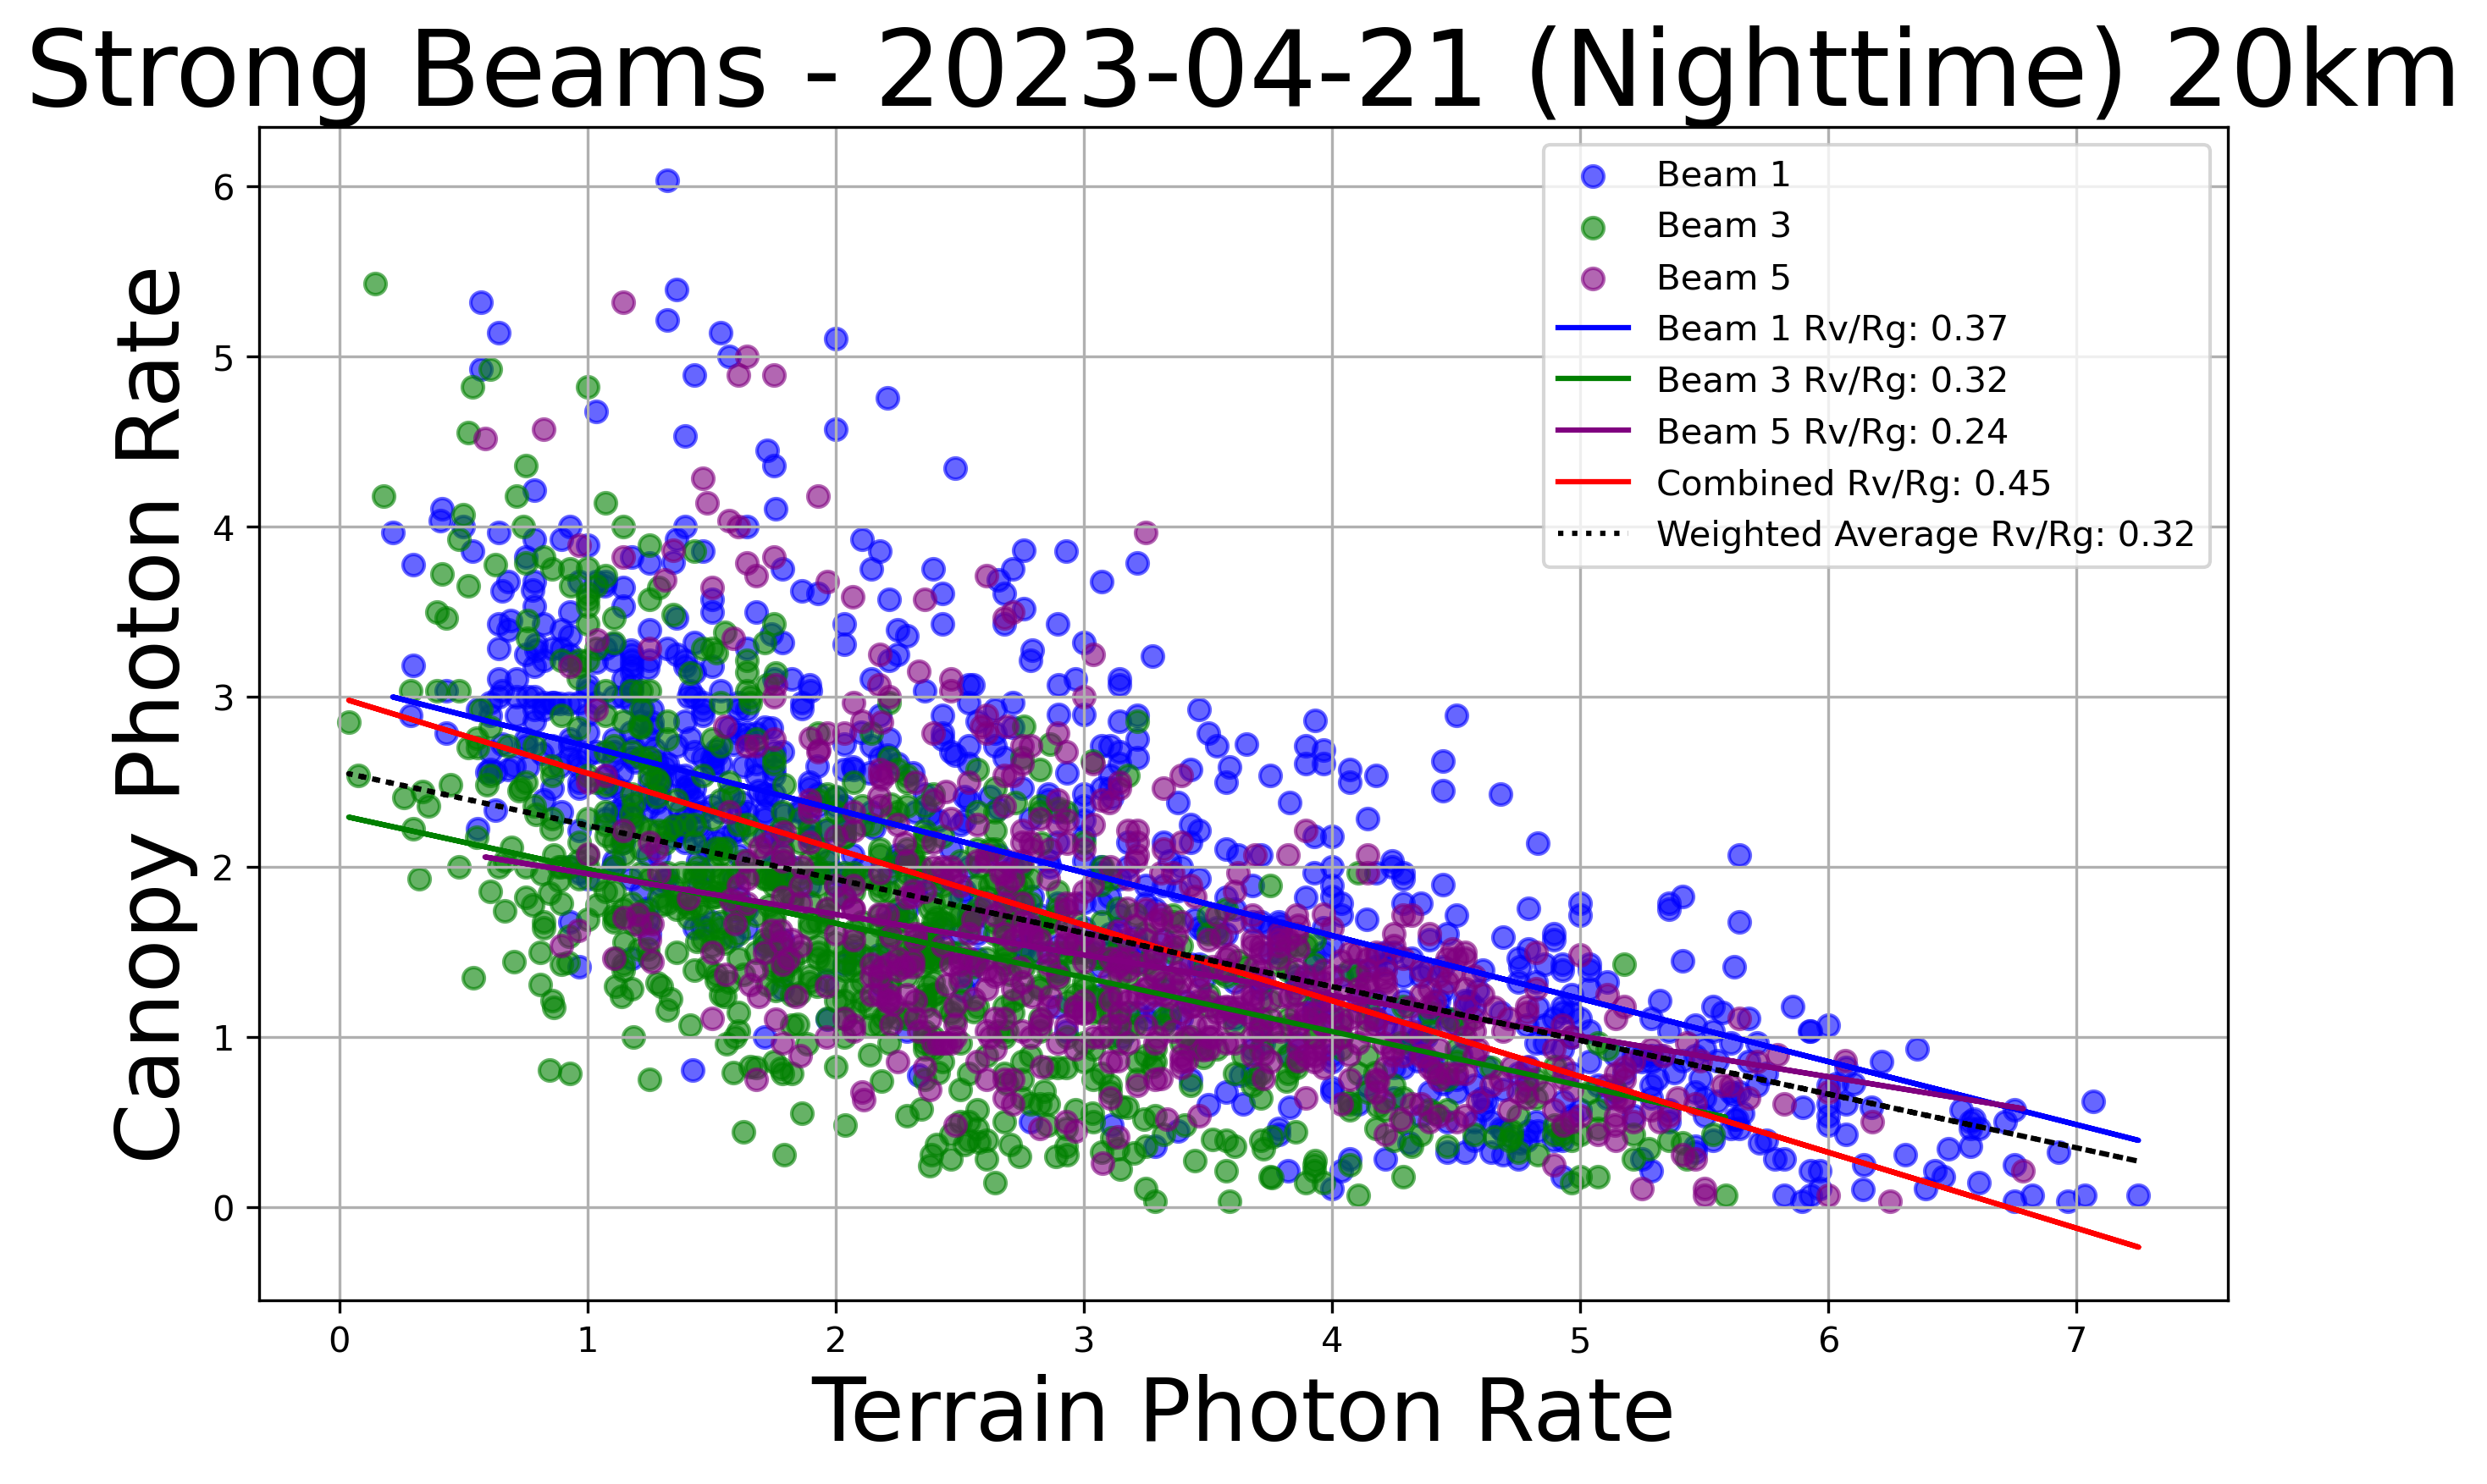 Strong Beams - 2023-04-21 (Nighttime) 20km
Canopy Photon Rate
6
5
4
3
2
1
0
Beam 1
Beam 3
Beam 5
Beam 1 Rv/Rg: 0.37
Beam 3 Rv/Rg: 0.32
Beam 5 Rv/Rg: 0.24
Combined Rv/Rg: 0.45
Weighted Average Rv/Rg: 0.32
0 1 2 3 4 5 6 7
Terrain Photon Rate